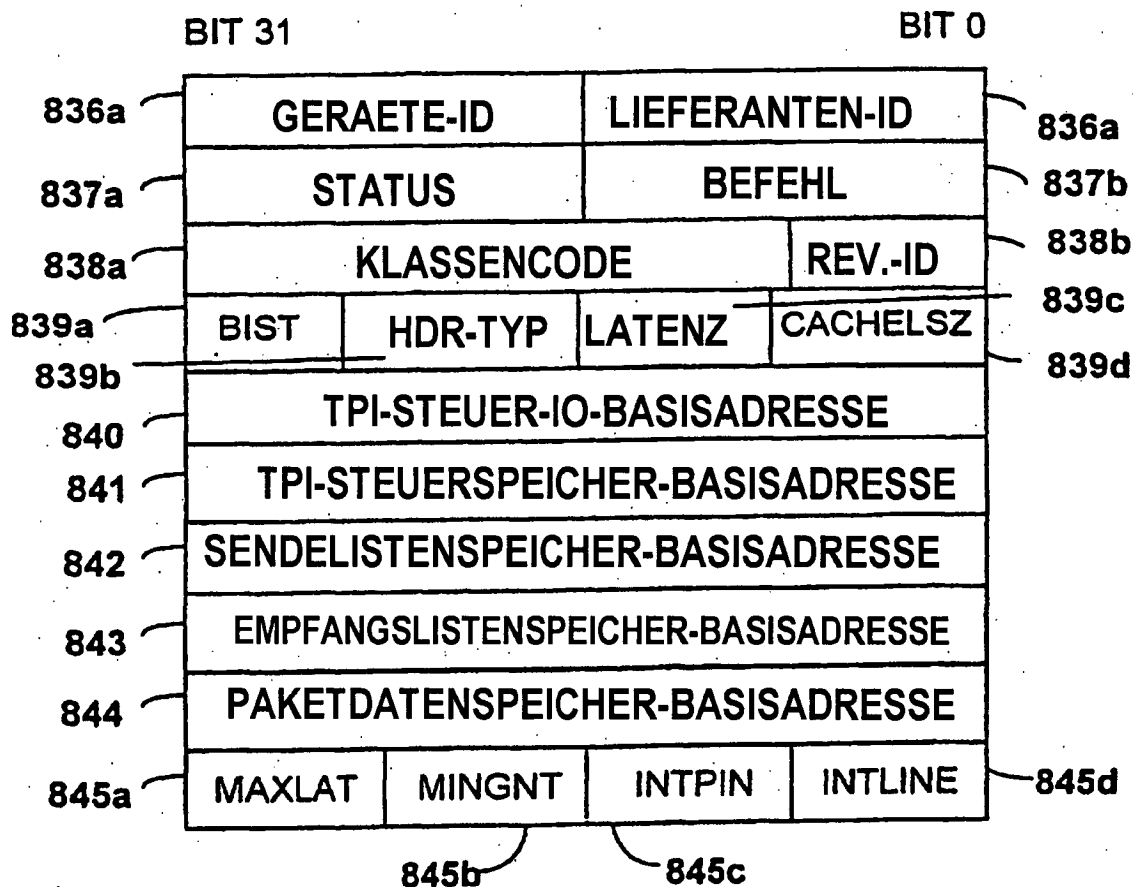 BIT 31 BIT 0
836a GERAETE-ID LIEFERANTEN-ID 836a
837a STATUS BEFEHL 837b
838a KLASSENCODE REV.-ID 838b
839a BIST HDR-TYP LATENZ CACHELSZ 839c
839b 839d
840 TPI-STEUER-IO-BASISADRESSE
841 TPI-STEUERSPEICHER-BASISADRESSE
842 SENDELISTENSPEICHER-BASISADRESSE
843 EMPFANGSLISTENSPEICHER-BASISADRESSE
844 PAKETDATENSPEICHER-BASISADRESSE
845a MAXLAT MINGNT INTPIN INTLINE 845d
845b 845c